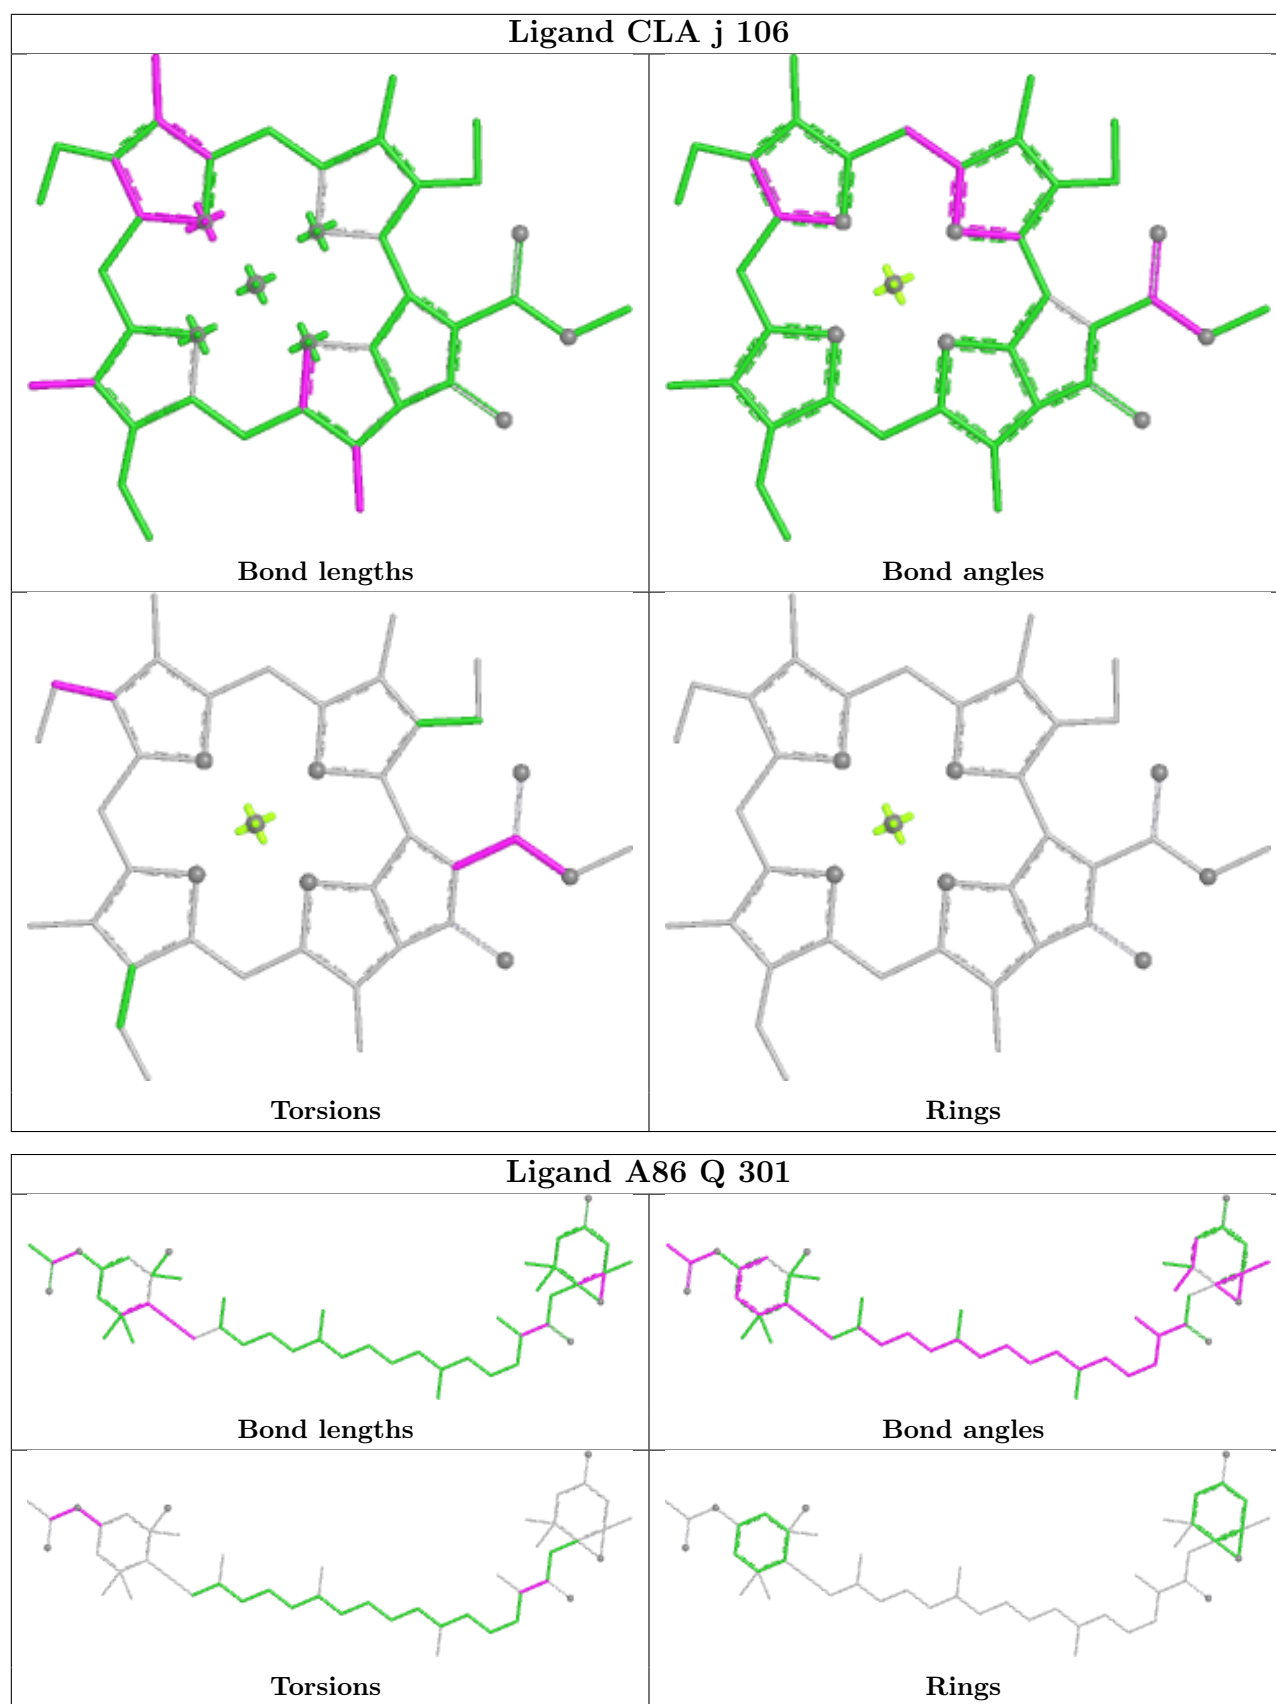 Ligand CLA j 106
Bond lengths
Bond angles
Torsions
Rings
Ligand A86 Q 301
Bond lengths
Bond angles
Torsions
Rings